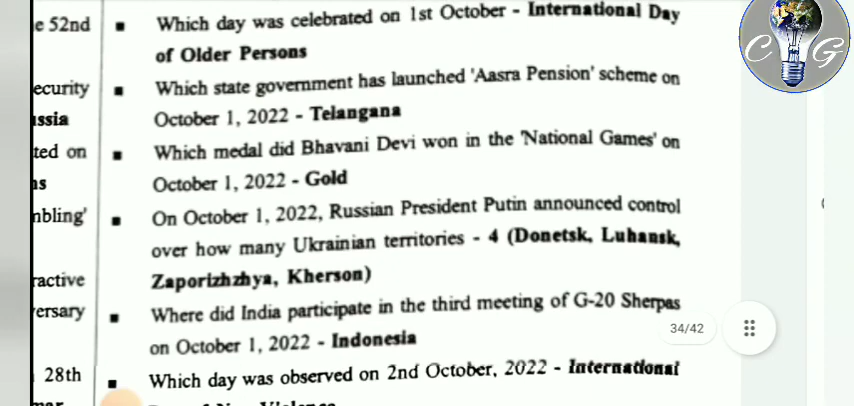 e 52nd
ecurity
ussia
ted on
ns
mbling'
ractive
ersary
28th
▪ Which day was celebrated on 1st October - International Day
of Older Persons
▪ Which state government has launched 'Aasra Pension' scheme on
October 1, 2022 - Telangana
▪ Which medal did Bhavani Devi won in the 'National Games' on
October 1, 2022 - Gold
▪ On October 1, 2022, Russian President Putin announced control
over how many Ukrainian territories - 4 (Donetsk, Luhansk,
Zaporizhzhya, Kherson)
▪ Where did India participate in the third meeting of G-20 Sherpas
on October 1, 2022 - Indonesia
▪ Which day was observed on 2nd October, 2022 - International
C G
34/42